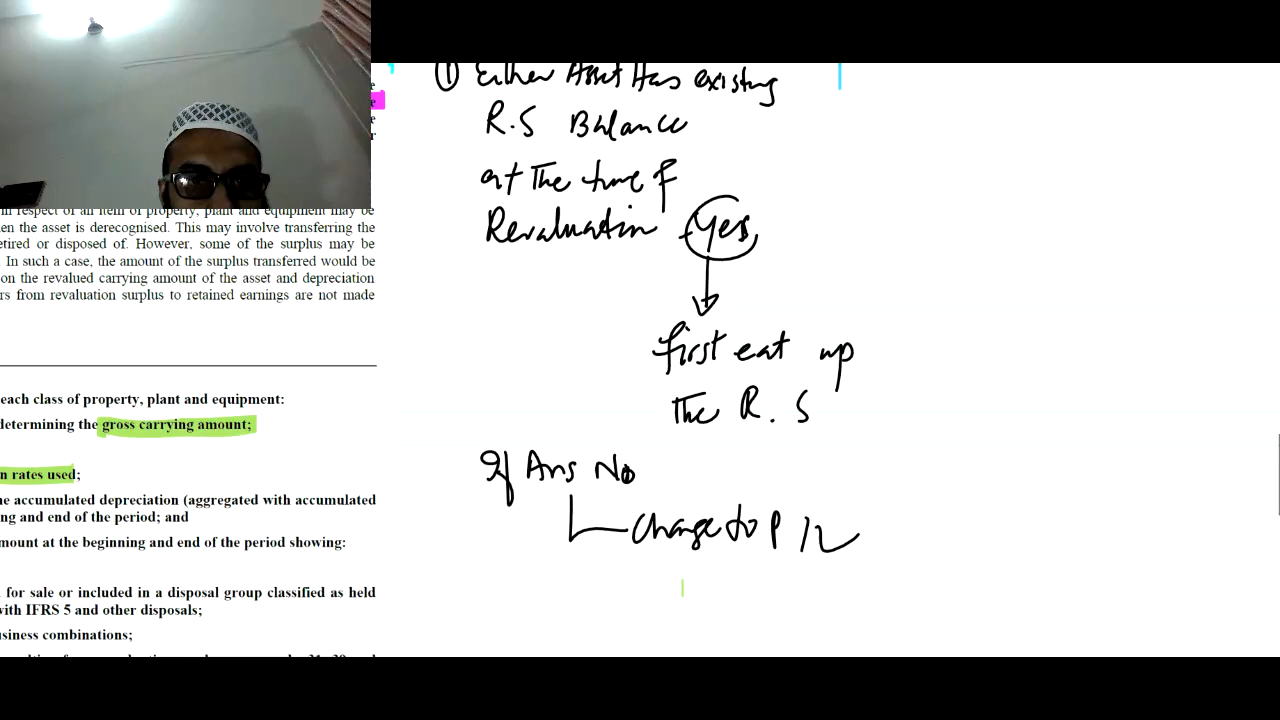 in respect of an item of property, plant and equipment may be
en the asset is derecognised. This may involve transferring the
etired or disposed of. However, some of the surplus may be
. In such a case, the amount of the surplus transferred would be
on the revalued carrying amount of the asset and depreciation
rs from revaluation surplus to retained earnings are not made
each class of property, plant and equipment:
determining the gross carrying amount;
n rates used;
ne accumulated depreciation (aggregated with accumulated
ng and end of the period; and
mount at the beginning and end of the period showing:
for sale or included in a disposal group classified as held
with IFRS 5 and other disposals;
usiness combinations;
① Either Asset Has existing
R.S Balance
at The time of
Revaluation - Yes,
first eat up
The R. S
If Ans No
Charge to P/L